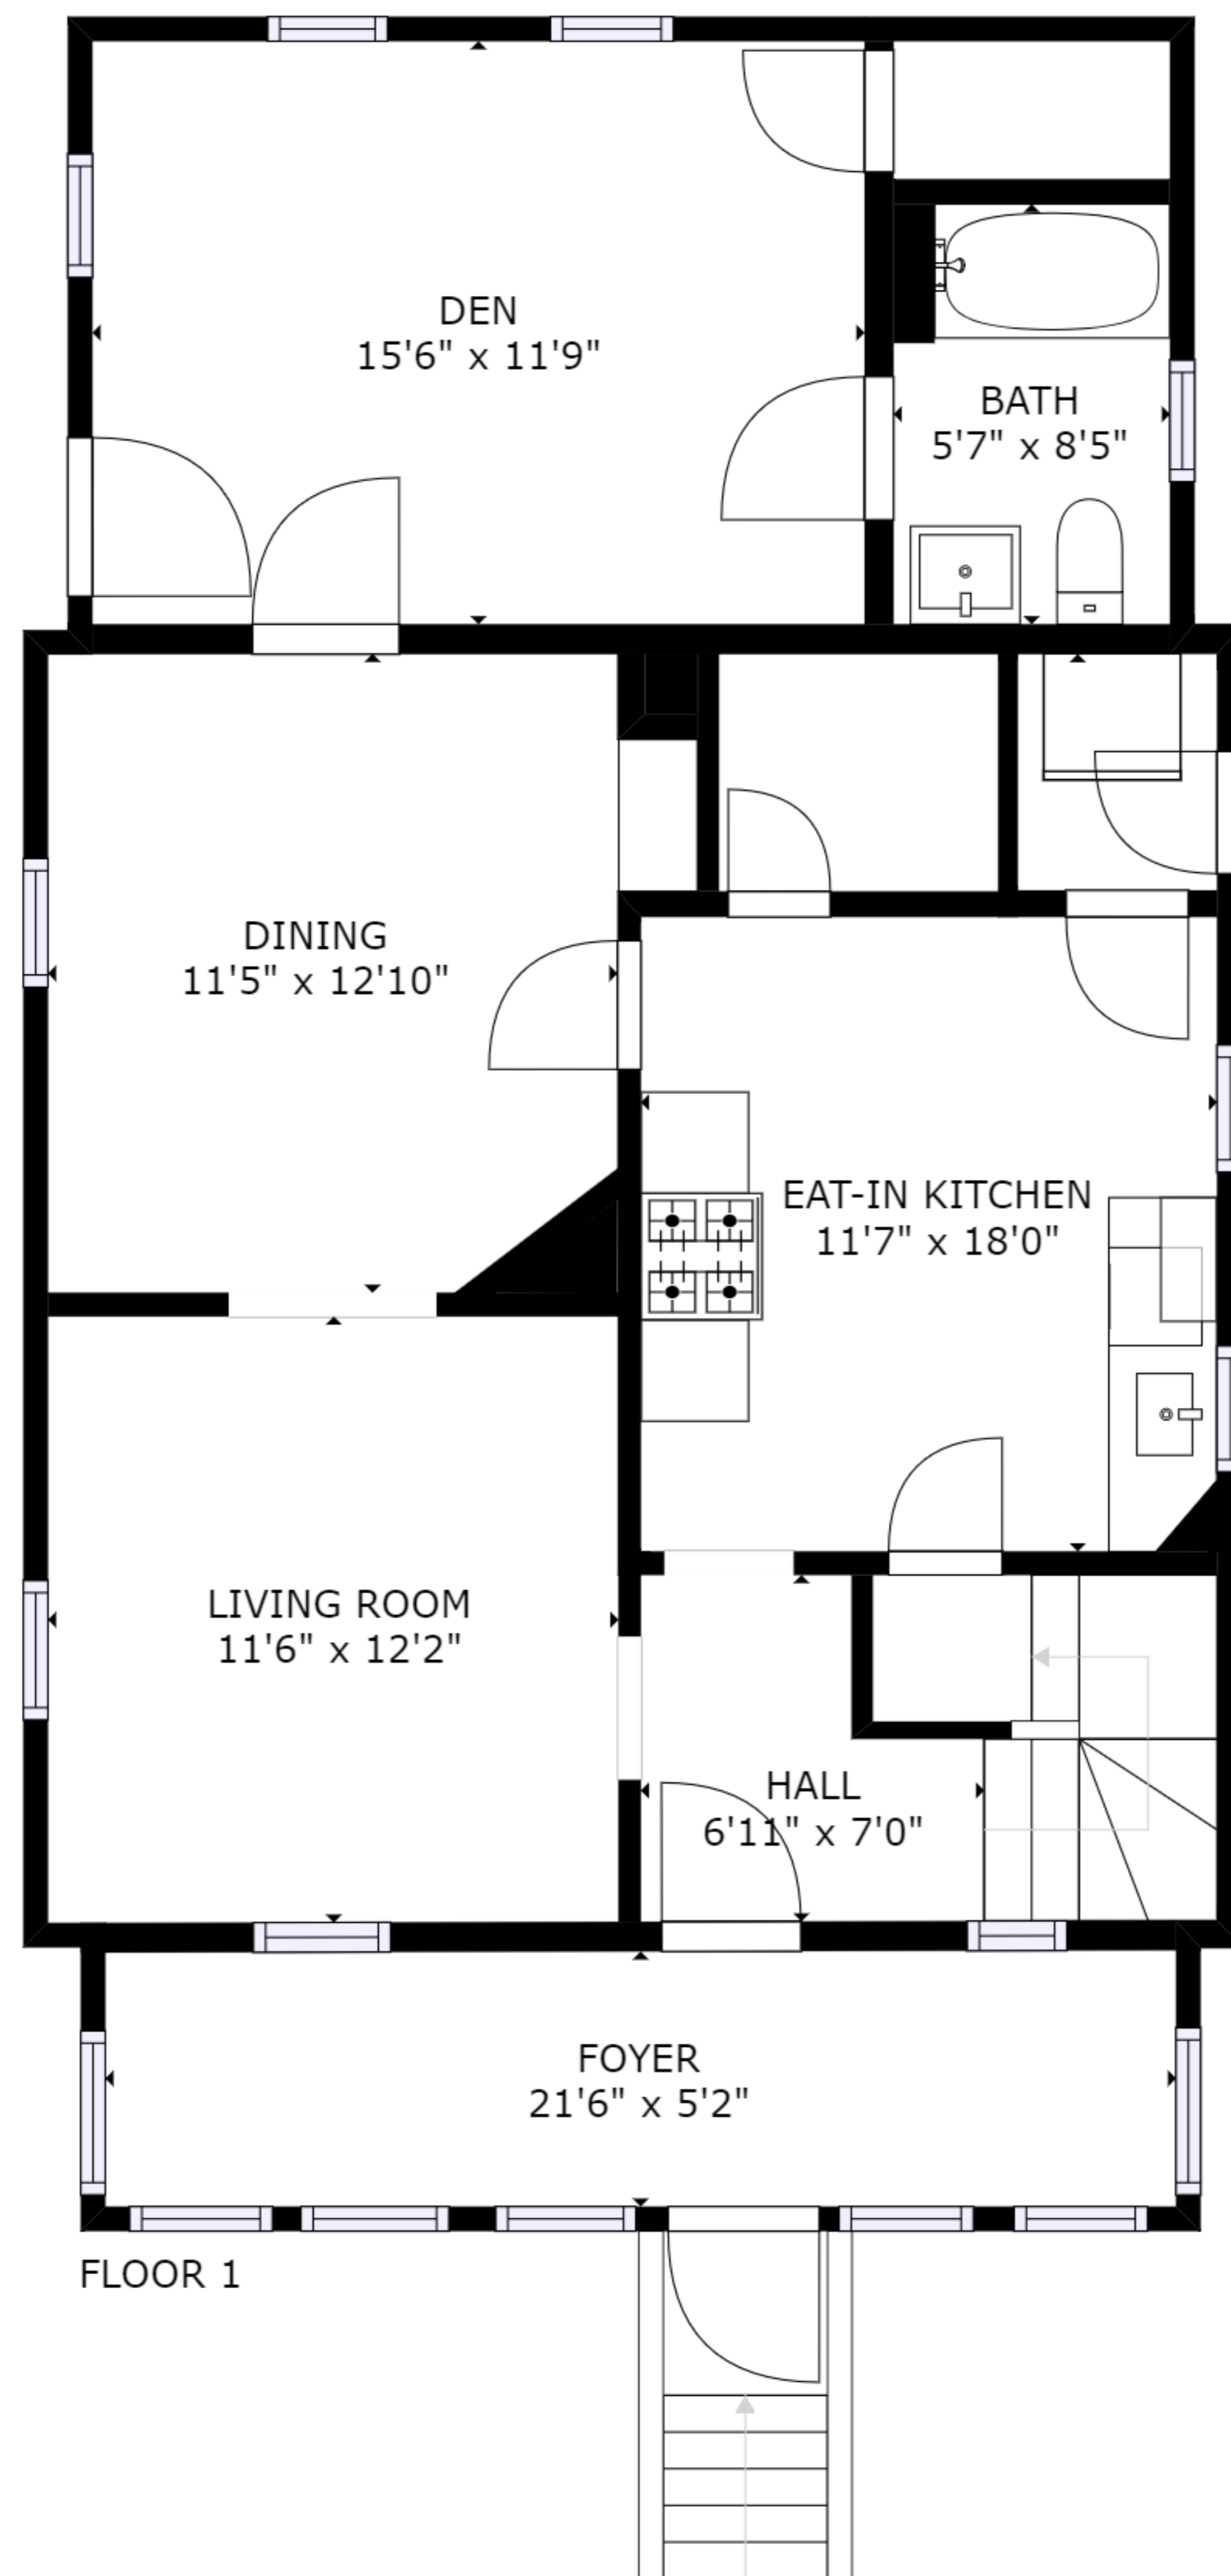 DEN
15'6" x 11'9"
BATH
5'7" x 8'5"
DINING
11'5" x 12'10"
EAT-IN KITCHEN
11'7" x 18'0"
LIVING ROOM
11'6" x 12'2"
HALL
6'11" x 7'0"
FOYER
21'6" x 5'2"
FLOOR 1